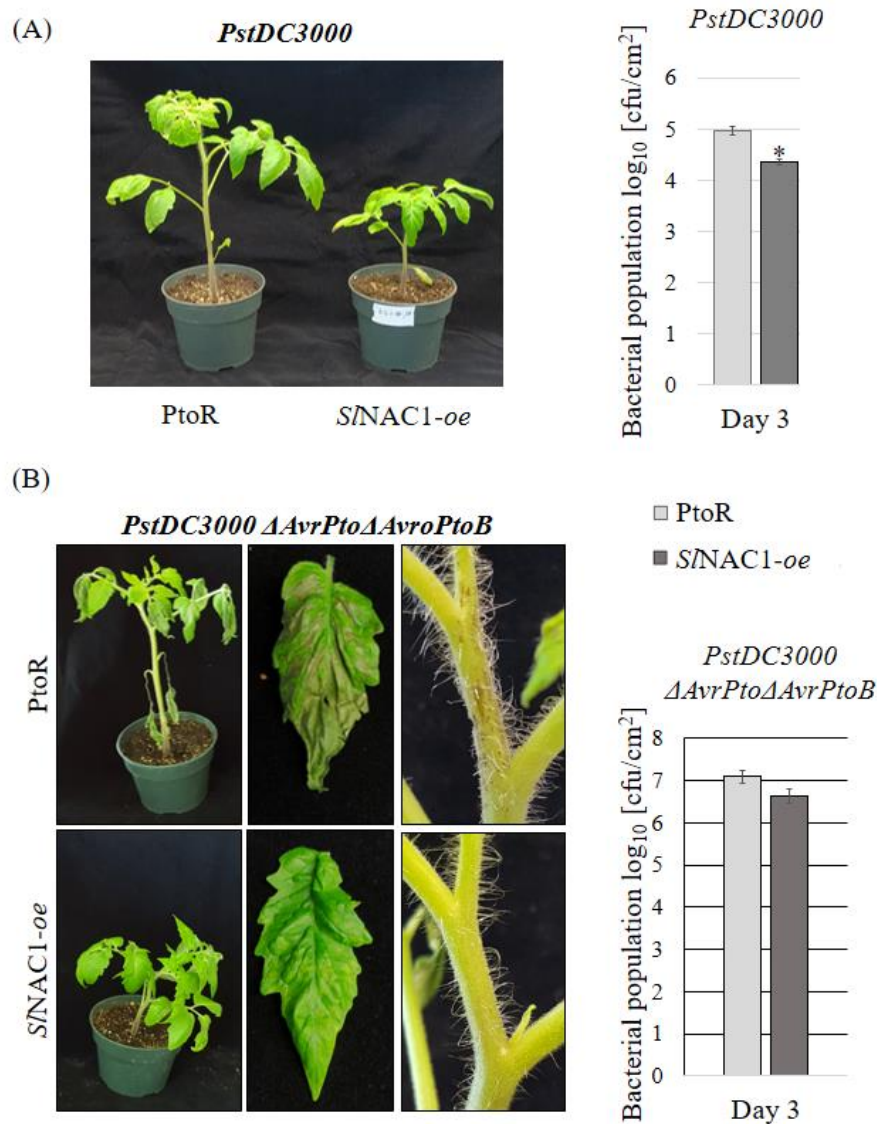 (A)
PstDC3000
PtoR
SlNAC1-oe
PstDC3000
Bacterial population log10 [cfu/cm2]
6
5
4
3
2
1
0
*
Day 3
(B)
PstDC3000 ΔAvrPtoΔAvroPtoB
PtoR
SlNAC1-oe
PtoR
SlNAC1-oe
PstDC3000
ΔAvrPtoΔAvrPtoB
Bacterial population log10 [cfu/cm2]
8
7
6
5
4
3
2
1
0
Day 3